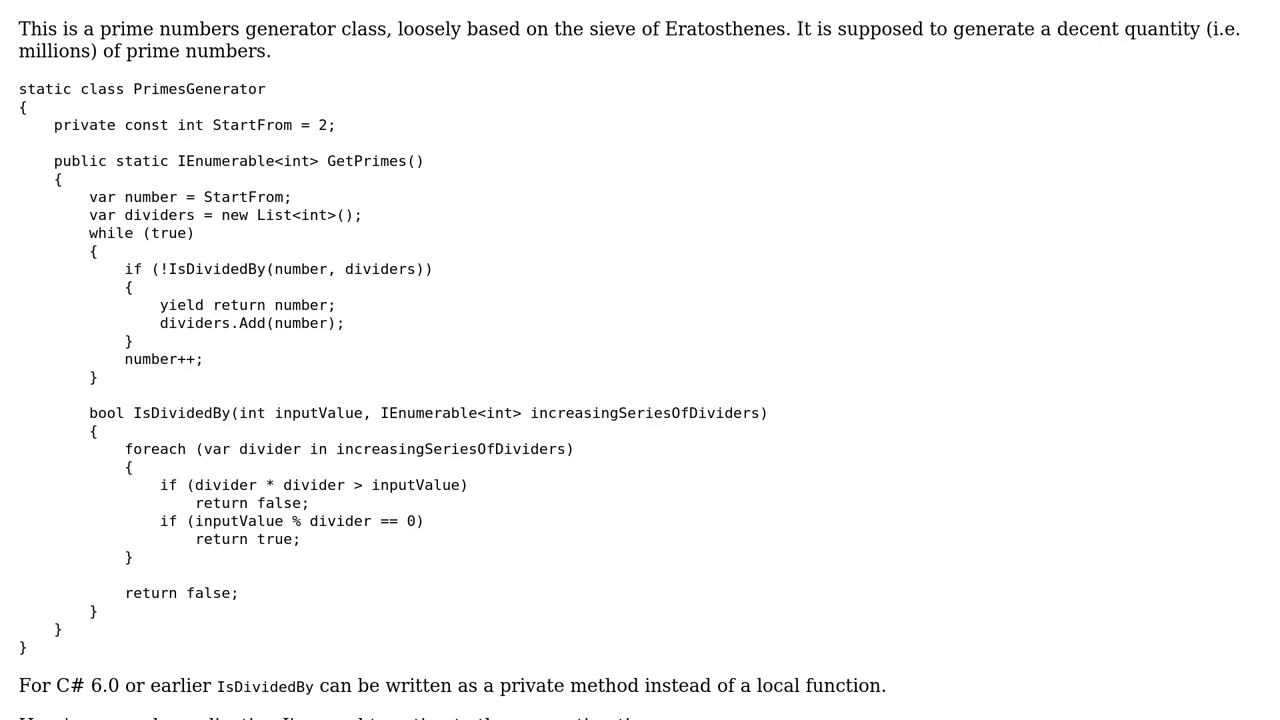 This is a prime numbers generator class, loosely based on the sieve of Eratosthenes. It is supposed to generate a decent quantity (i.e.
millions) of prime numbers.
static class PrimesGenerator
{
    private const int StartFrom = 2;

    public static IEnumerable<int> GetPrimes()
    {
        var number = StartFrom;
        var dividers = new List<int>();
        while (true)
        {
            if (!IsDividedBy(number, dividers))
            {
                yield return number;
                dividers.Add(number);
            }
            number++;
        }

        bool IsDividedBy(int inputValue, IEnumerable<int> increasingSeriesOfDividers)
        {
            foreach (var divider in increasingSeriesOfDividers)
            {
                if (divider * divider > inputValue)
                    return false;
                if (inputValue % divider == 0)
                    return true;
            }

            return false;
        }
    }
}
For C# 6.0 or earlier IsDividedBy can be written as a private method instead of a local function.